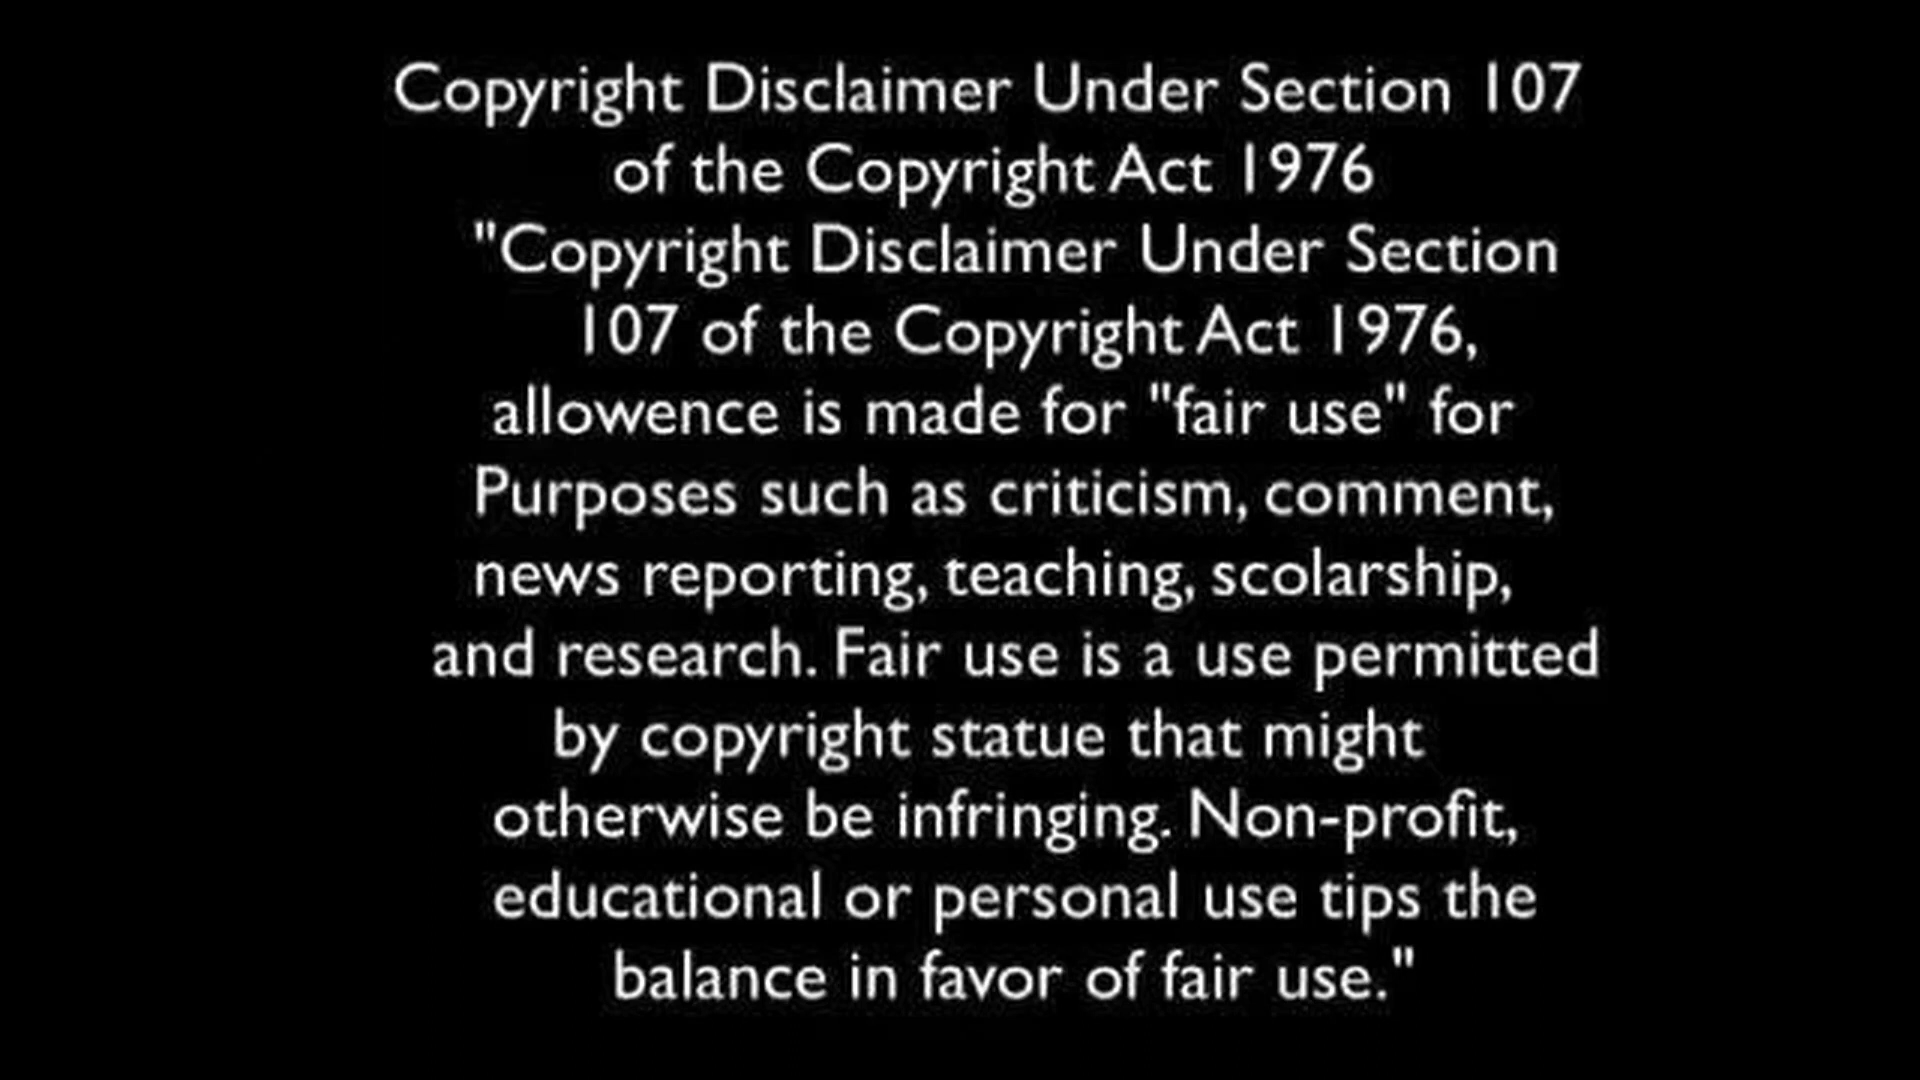 Copyright Disclaimer Under Section 107
of the Copyright Act 1976
"Copyright Disclaimer Under Section
107 of the Copyright Act 1976,
allowence is made for "fair use" for
Purposes such as criticism, comment,
news reporting, teaching, scolarship,
and research. Fair use is a use permitted
by copyright statue that might
otherwise be infringing. Non-profit,
educational or personal use tips the
balance in favor of fair use."